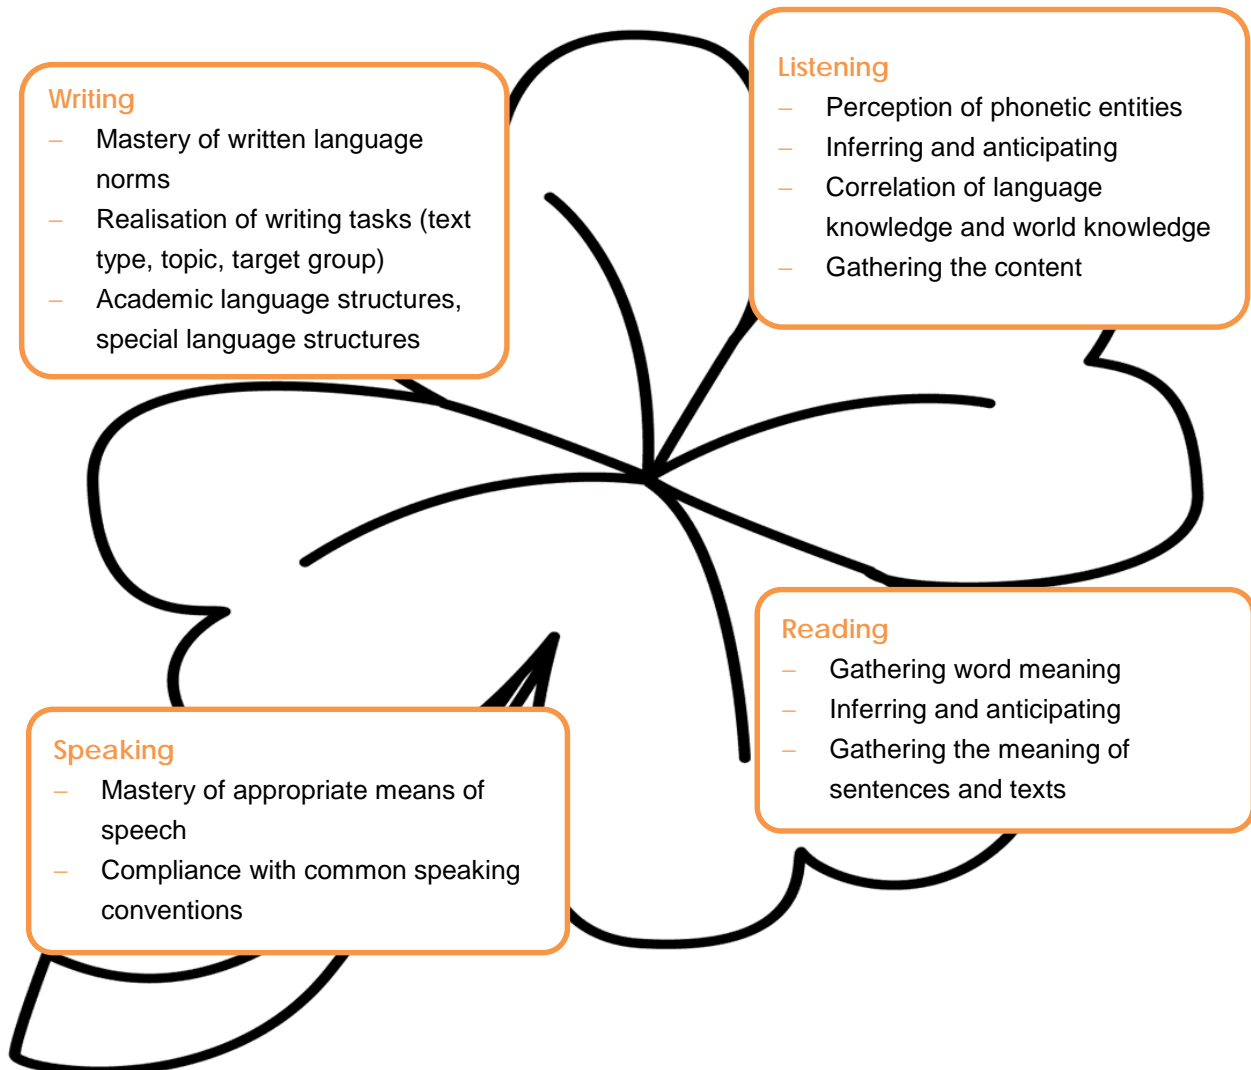 Writing
– Mastery of written language
norms
– Realisation of writing tasks (text
type, topic, target group)
– Academic language structures,
special language structures
Listening
– Perception of phonetic entities
– Inferring and anticipating
– Correlation of language
knowledge and world knowledge
– Gathering the content
Speaking
– Mastery of appropriate means of
speech
– Compliance with common speaking
conventions
Reading
– Gathering word meaning
– Inferring and anticipating
– Gathering the meaning of
sentences and texts